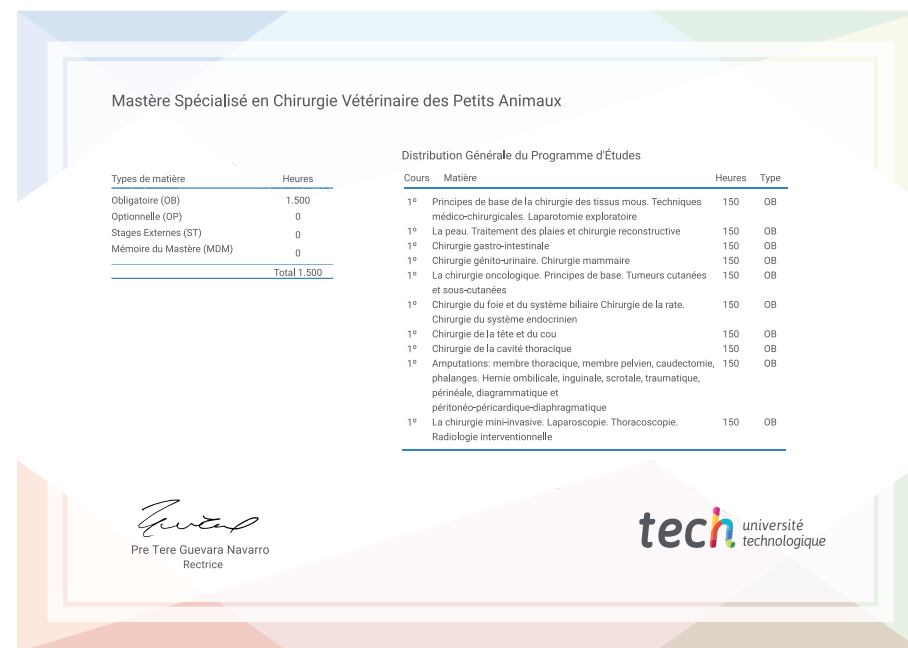 Mastère Spécialisé en Chirurgie Vétérinaire des Petits Animaux
Types de matière Heures
Obligatoire (OB) 1.500
Optionnelle (OP) 0
Stages Externes (ST) 0
Mémoire du Mastère (MDM) 0
Total 1.500
Distribution Générale du Programme d'Études
Cours Matière Heures Type
1º Principes de base de la chirurgie des tissus mous. Techniques 150 OB
médico-chirurgicales. Laparotomie exploratoire
1º La peau. Traitement des plaies et chirurgie reconstructive 150 OB
1º Chirurgie gastro-intestinale 150 OB
1º Chirurgie génito-urinaire. Chirurgie mammaire 150 OB
1º La chirurgie oncologique. Principes de base. Tumeurs cutanées 150 OB
et sous-cutanées
1º Chirurgie du foie et du système biliaire Chirurgie de la rate. 150 OB
Chirurgie du système endocrinien
1º Chirurgie de la tête et du cou 150 OB
1º Chirurgie de la cavité thoracique 150 OB
1º Amputations: membre thoracique, membre pelvien, caudectomie, 150 OB
phalanges. Hernie ombilicale, inguinale, scrotale, traumatique,
périnéale, diagrammatique et
péritonéo-péricardique-diaphragmatique
1º La chirurgie mini-invasive. Laparoscopie. Thoracoscopie. 150 OB
Radiologie interventionnelle
Pre Tere Guevara Navarro
Rectrice
tech université
technologique